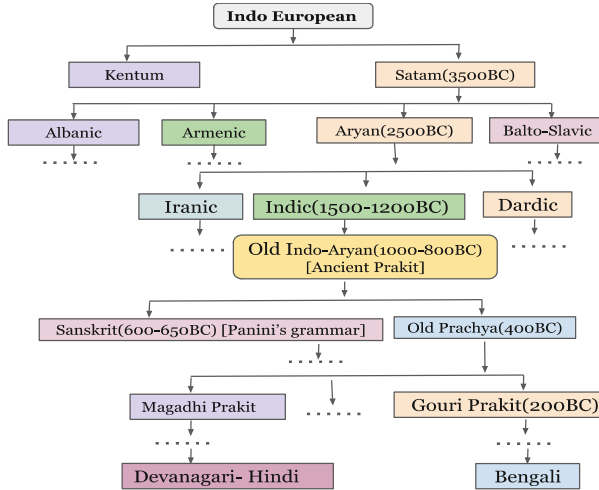 Indo European
Kentum
Satam(3500BC)
Albanic
Armenic
Aryan(2500BC)
Balto-Slavic
Iranic
Indic(1500-1200BC)
Dardic
Old Indo-Aryan(1000-800BC)
[Ancient Prakit]
Sanskrit(600-650BC) [Panini's grammar]
Old Prachya(400BC)
Magadhi Prakit
Gouri Prakit(200BC)
Devanagari- Hindi
Bengali